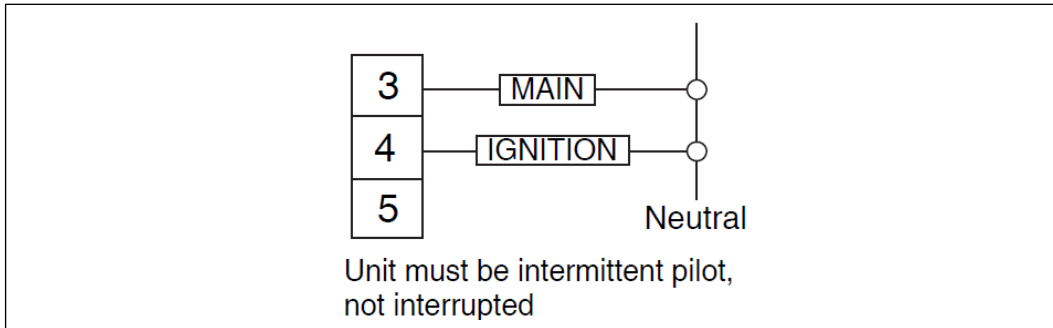 3 MAIN
4 IGNITION
5
Neutral
Unit must be intermittent pilot,
not interrupted